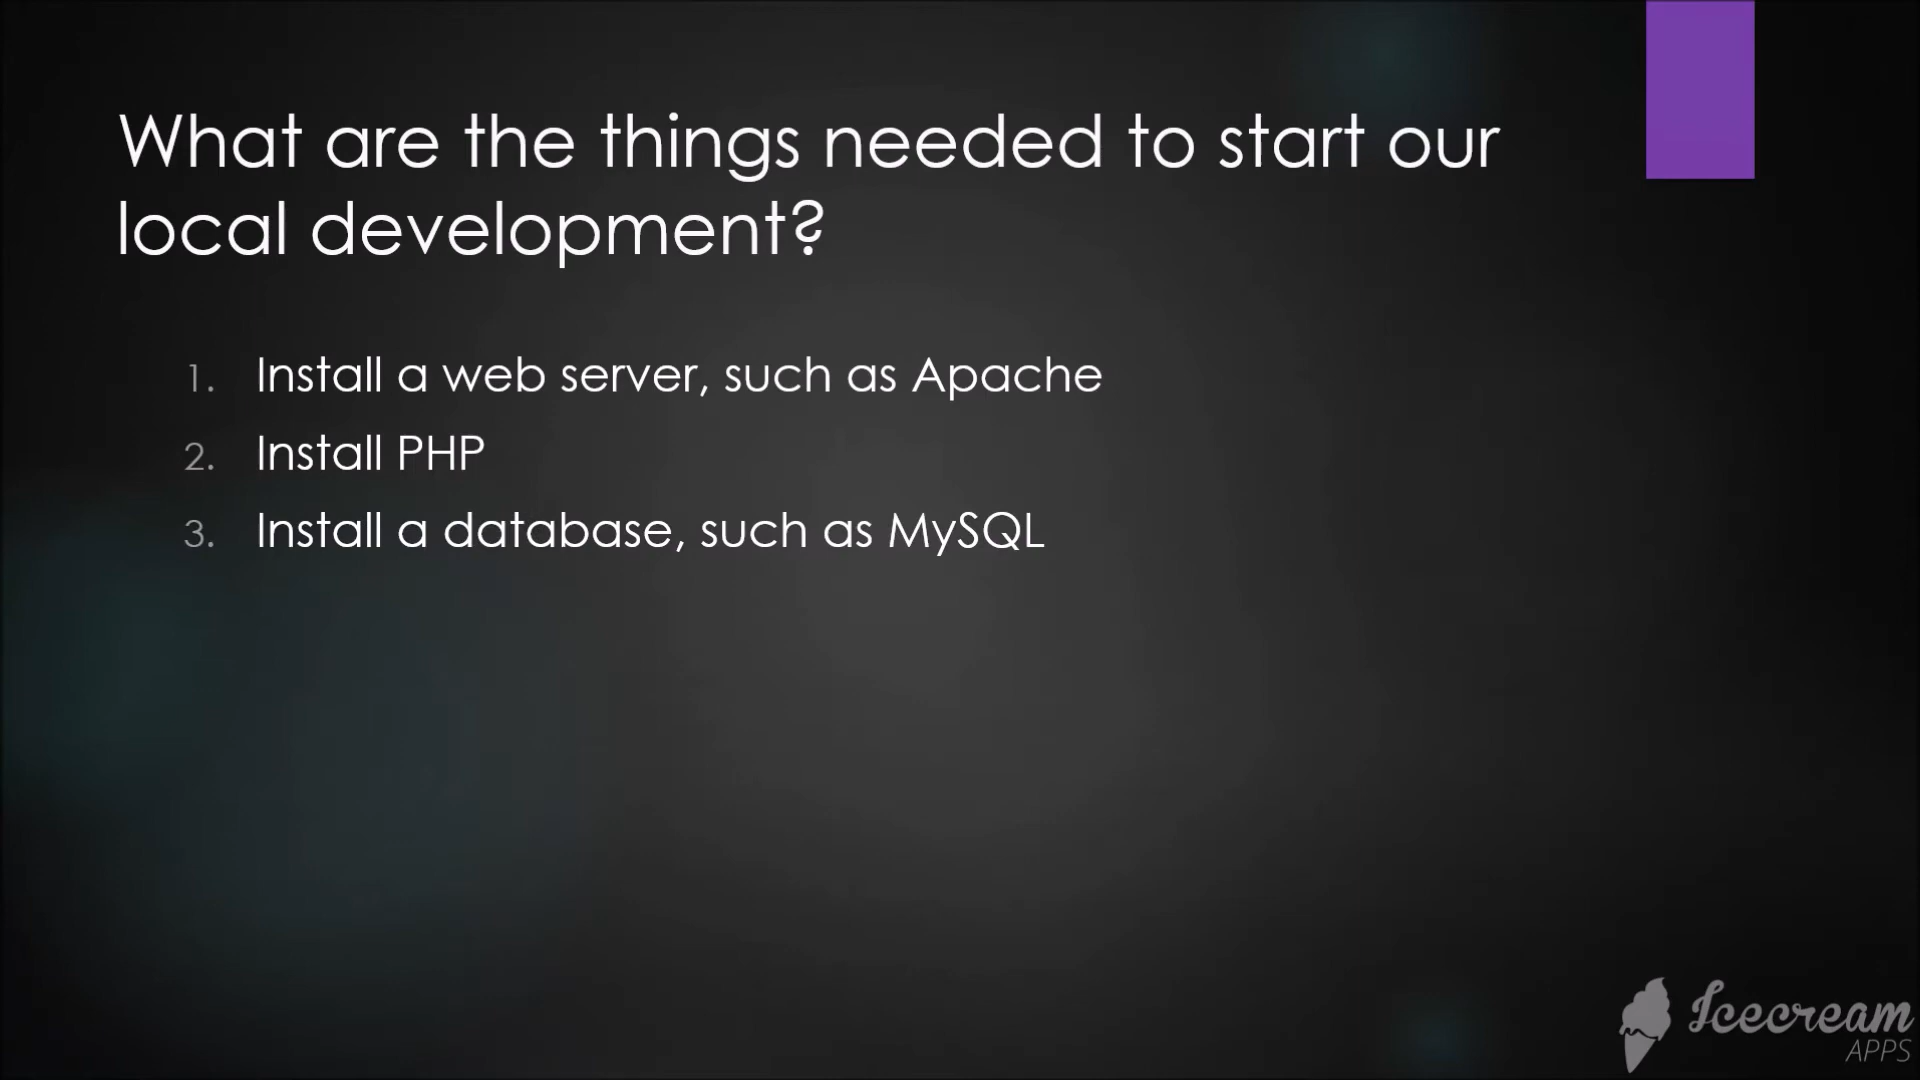 What are the things needed to start our
local development?
1. Install a web server, such as Apache
2. Install PHP
3. Install a database, such as MySQL
Icecream
APPS